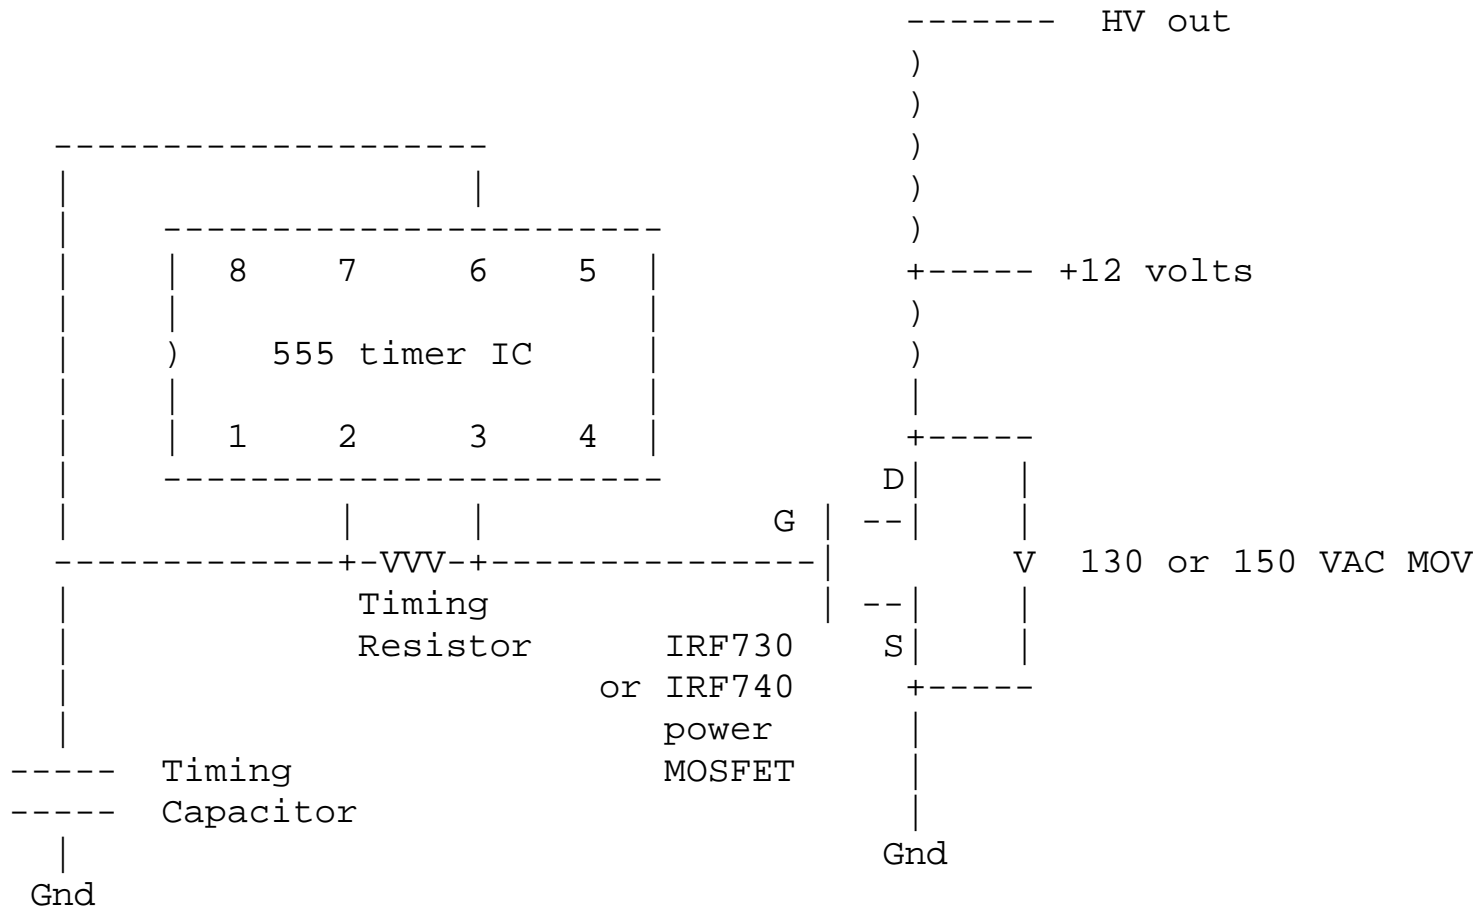 HV out
8 7 6 5
+12 volts
555 timer IC
1 2 3 4
D
G
VVV
V 130 or 150 VAC MOV
Timing
Resistor IRF730 S
or IRF740
power
Timing MOSFET
Capacitor
Gnd
Gnd